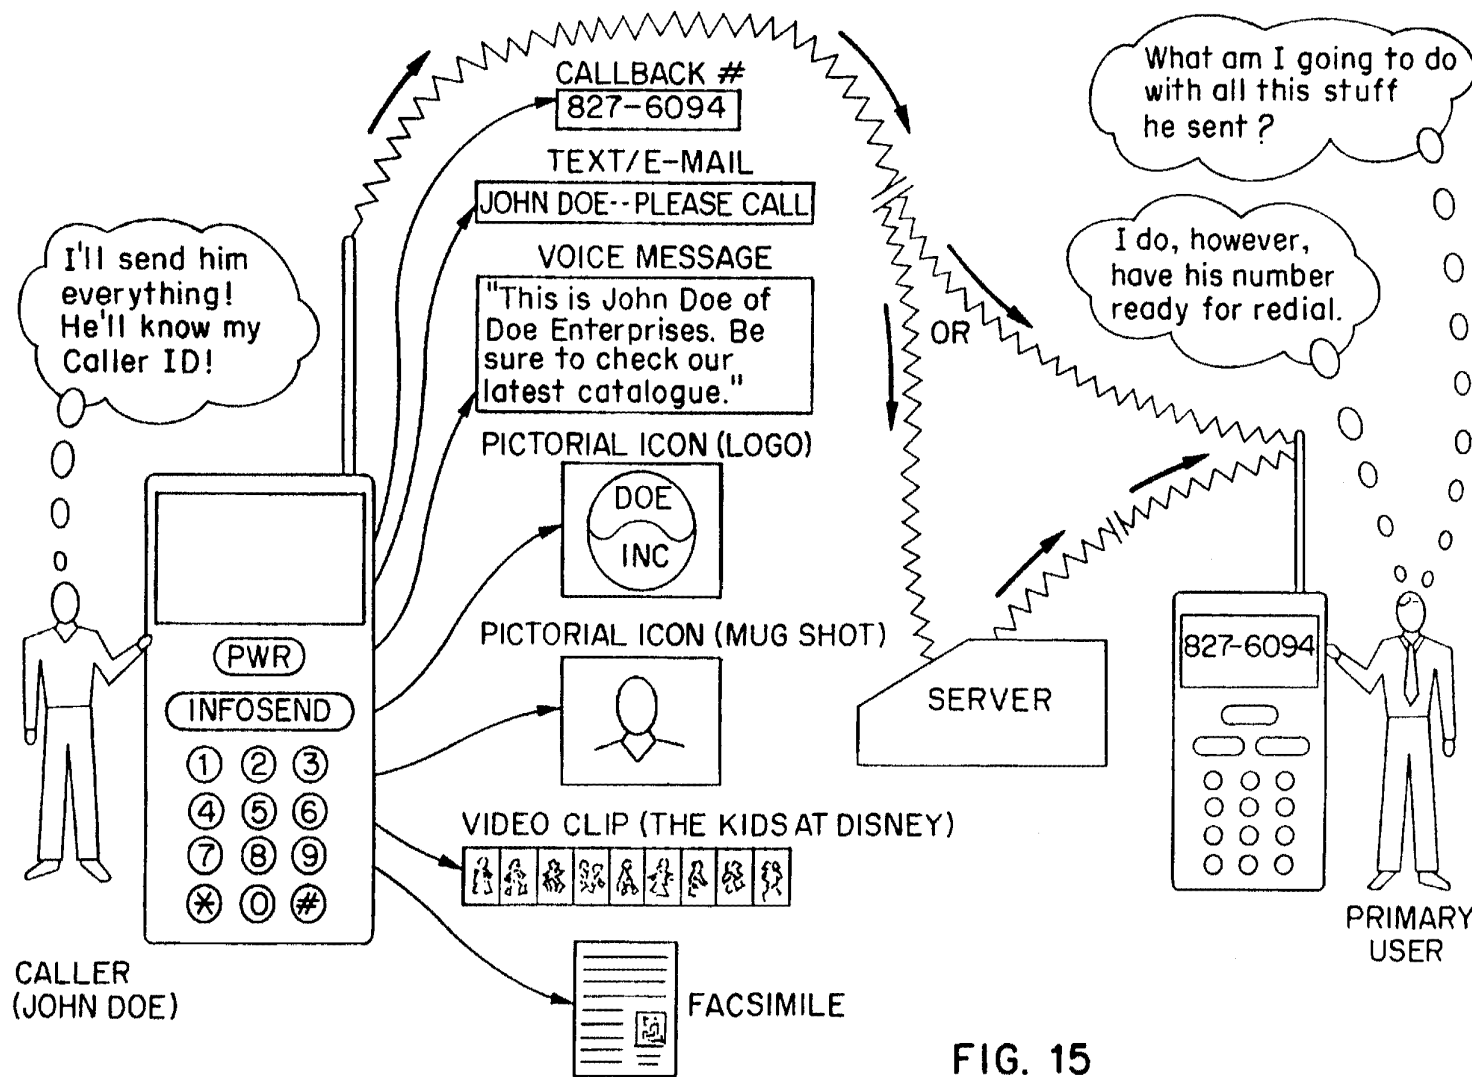 What am I going to do
with all this stuff
he sent?
I do, however,
have his number
ready for redial.
I'll send him
everything!
He'll know my
Caller ID!
CALLBACK #
827-6094
TEXT/E-MAIL
JOHN DOE--PLEASE CALL
VOICE MESSAGE
"This is John Doe of
Doe Enterprises. Be
sure to check our
latest catalogue."
PICTORIAL ICON (LOGO)
DOE
INC
PICTORIAL ICON (MUG SHOT)
VIDEO CLIP (THE KIDS AT DISNEY)
FACSIMILE
OR
SERVER
PWR
INFOSEND
1 2 3
4 5 6
7 8 9
* 0 #
CALLER
(JOHN DOE)
827-6094
PRIMARY
USER
FIG. 15